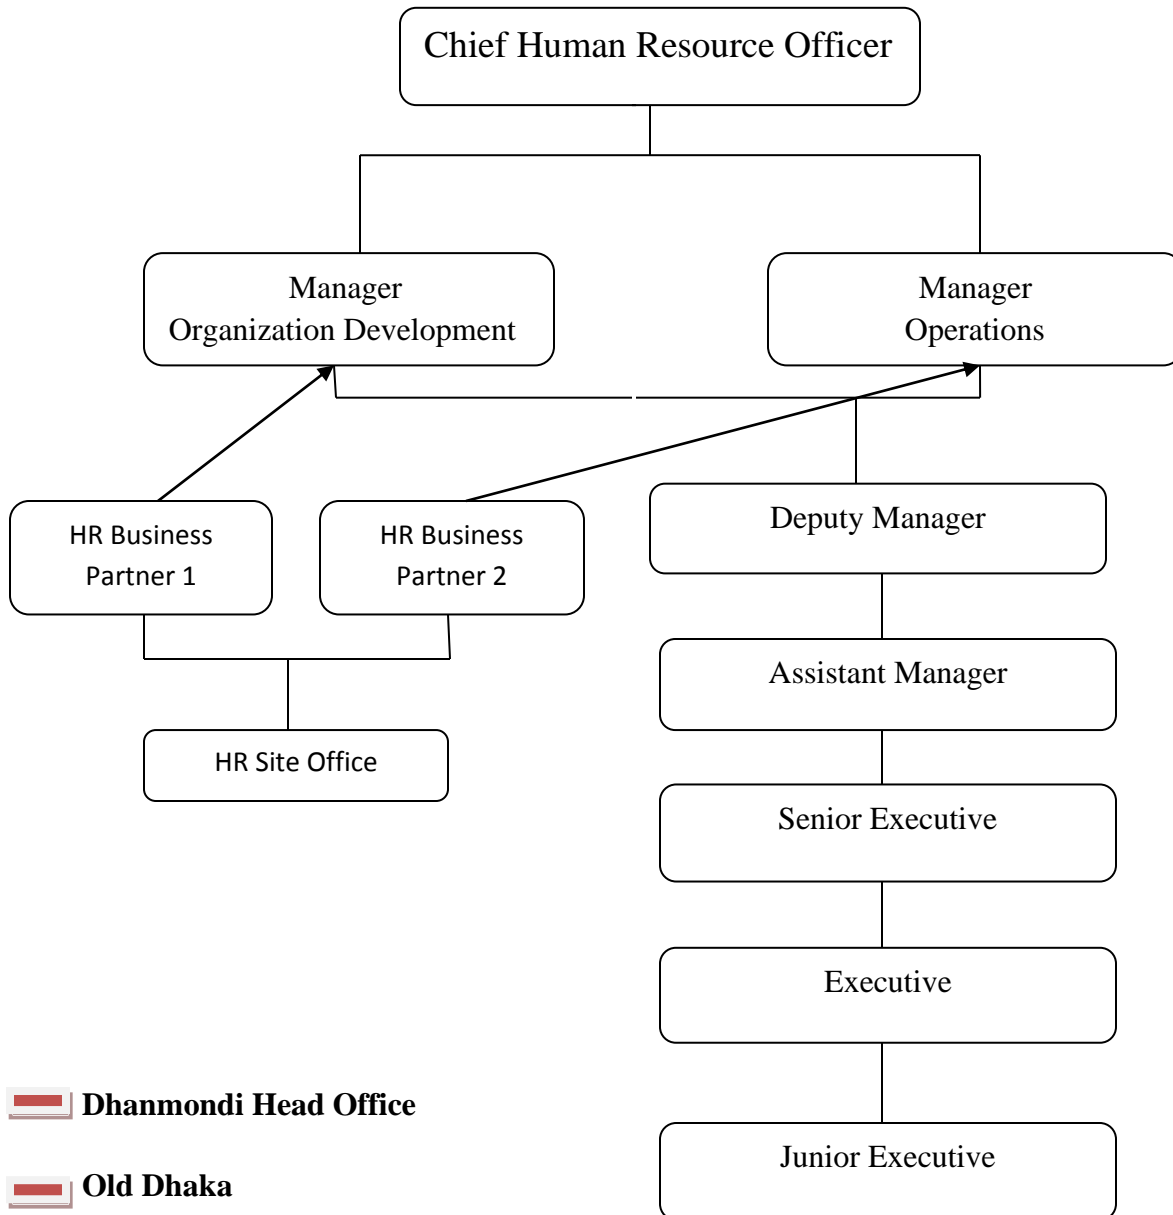 Chief Human Resource Officer
Manager
Organization Development
Manager
Operations
HR Business
Partner 1
HR Business
Partner 2
Deputy Manager
Assistant Manager
HR Site Office
Senior Executive
Executive
Junior Executive
Dhanmondi Head Office
Old Dhaka